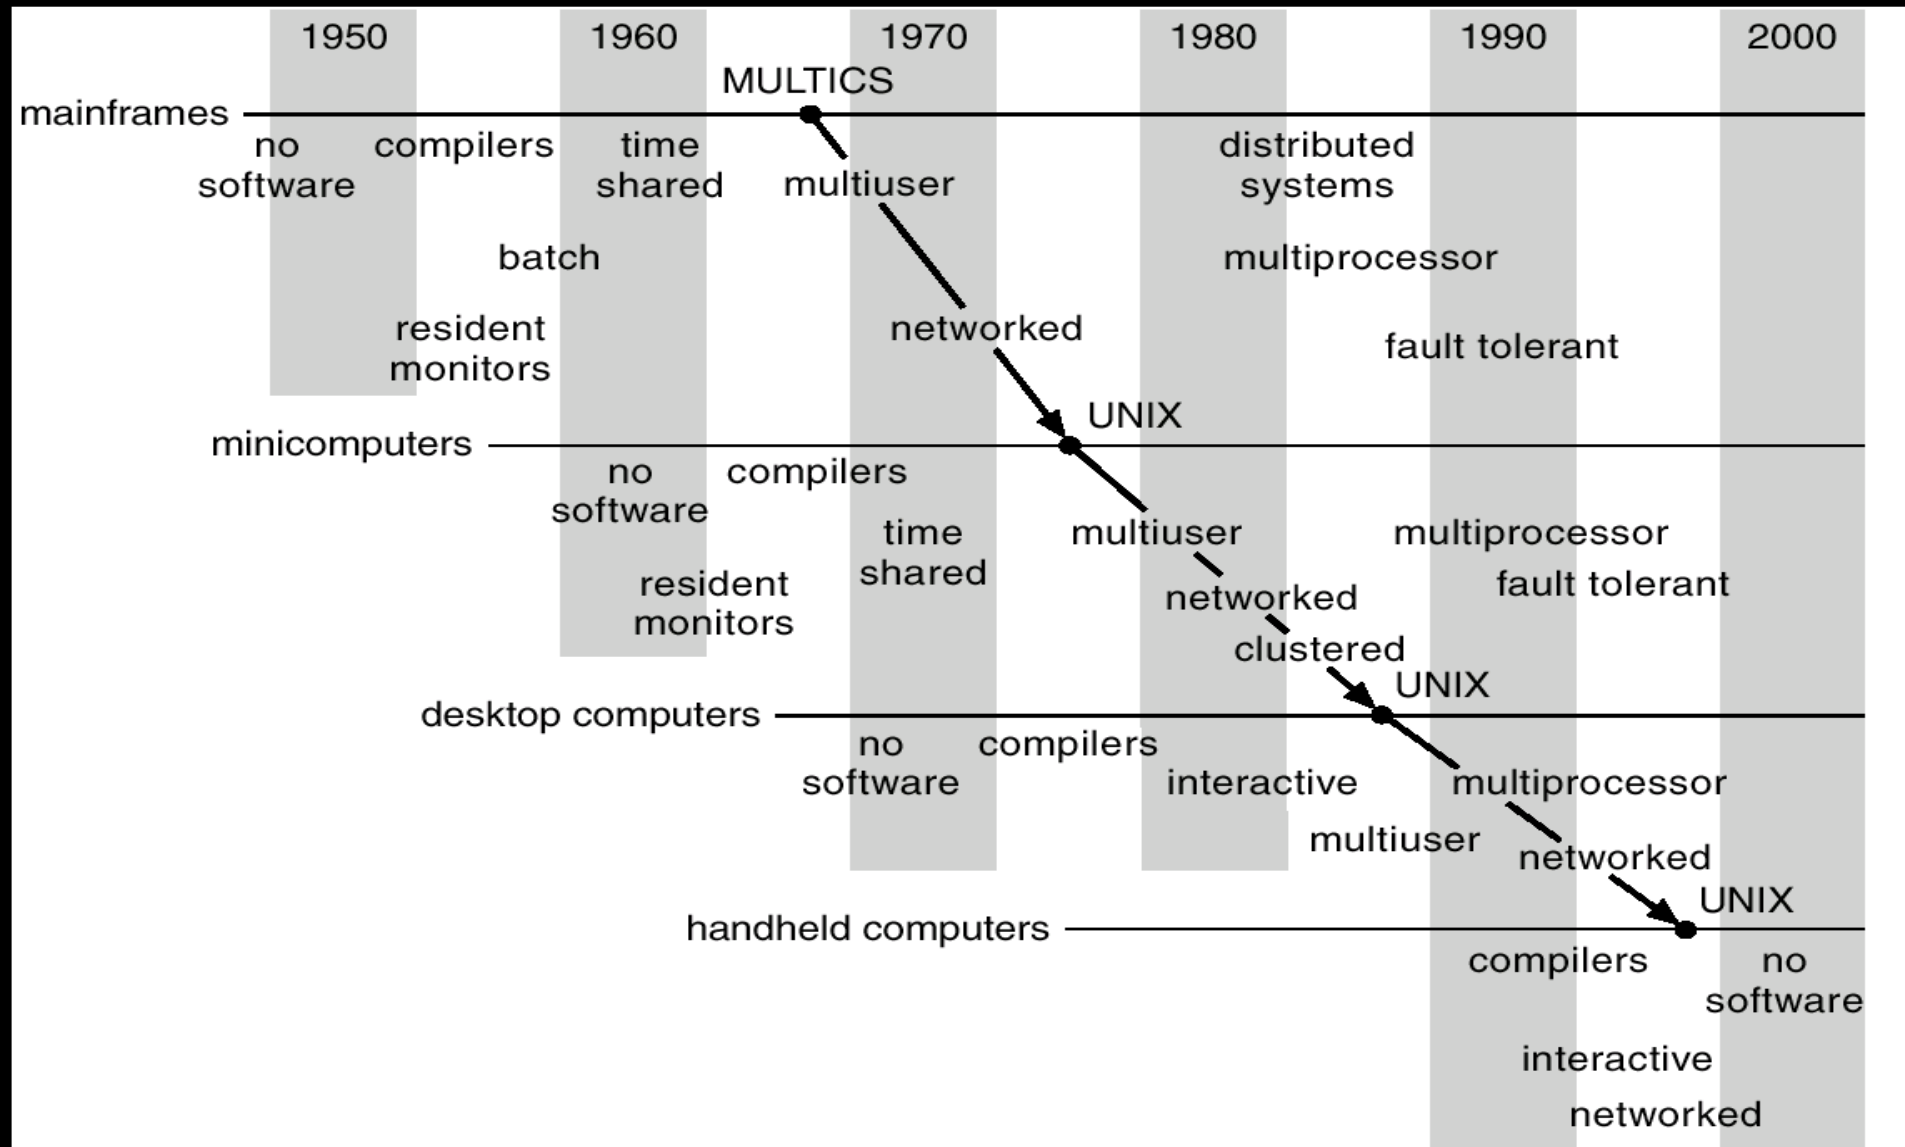 1950 1960 1970 1980 1990 2000
MULTICS
mainframes
no compilers time distributed
software shared multiuser systems
batch multiprocessor
resident networked fault tolerant
monitors
UNIX
minicomputers
no compilers
software
time multiuser multiprocessor
shared
resident networked fault tolerant
monitors
clustered
UNIX
desktop computers
no compilers
software interactive multiprocessor
multiuser networked
UNIX
handheld computers
compilers no
software
interactive
networked